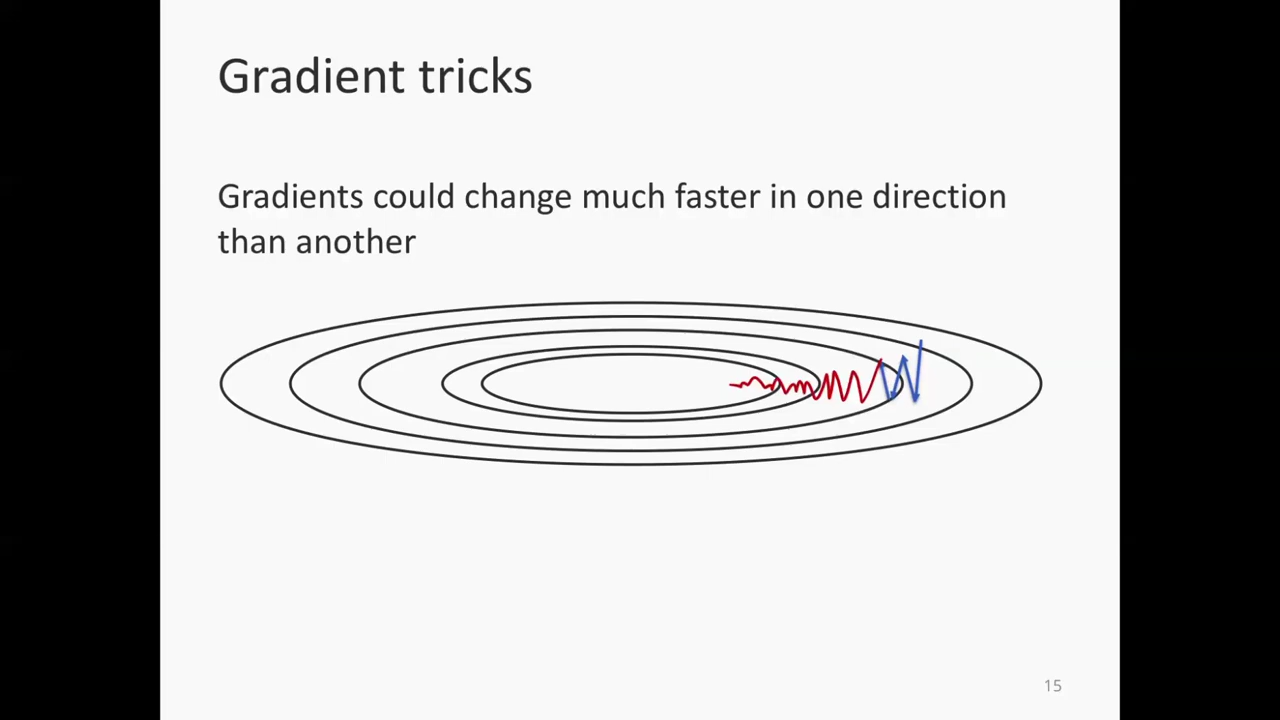 Gradient tricks
Gradients could change much faster in one direction
than another
15